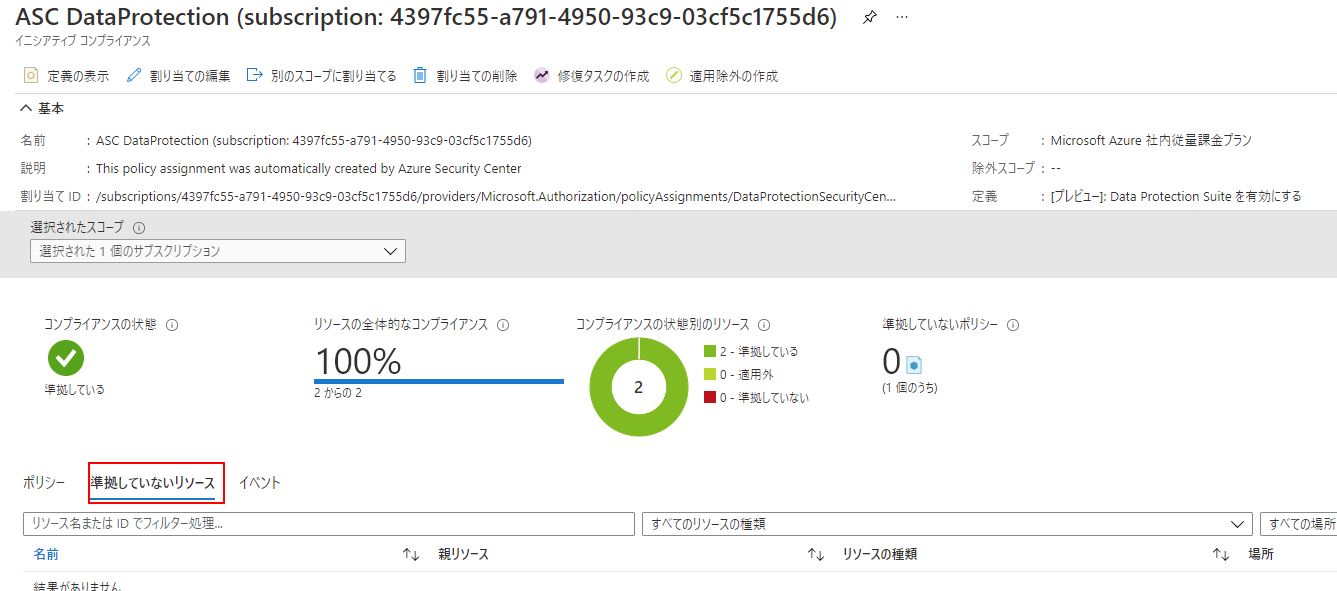 ASC DataProtection (subscription: 4397fc55-a791-4950-93c9-03cf5c1755d6)
イニシアティブ コンプライアンス
定義の表示 割り当ての編集 別のスコープに割り当てる 割り当ての削除 修復タスクの作成 適用除外の作成
基本
名前 : ASC DataProtection (subscription: 4397fc55-a791-4950-93c9-03cf5c1755d6) スコープ : Microsoft Azure 社内従量課金プラン
説明 : This policy assignment was automatically created by Azure Security Center 除外スコープ : --
割り当て ID : /subscriptions/4397fc55-a791-4950-93c9-03cf5c1755d6/providers/Microsoft.Authorization/policyAssignments/DataProtectionSecurityCen... 定義 : [プレビュー]: Data Protection Suite を有効にする
選択されたスコープ
選択された 1 個のサブスクリプション
コンプライアンスの状態 リソースの全体的なコンプライアンス コンプライアンスの状態別のリソース 準拠していないポリシー
準拠している
100%
2 からの 2
2
2 - 準拠している
0 - 適用外
0 - 準拠していない
0
(1 個のうち)
ポリシー 準拠していないリソース イベント
リソース名または ID でフィルター処理... すべてのリソースの種類 すべての場所
名前 親リソース リソースの種類 場所
結果がありません。